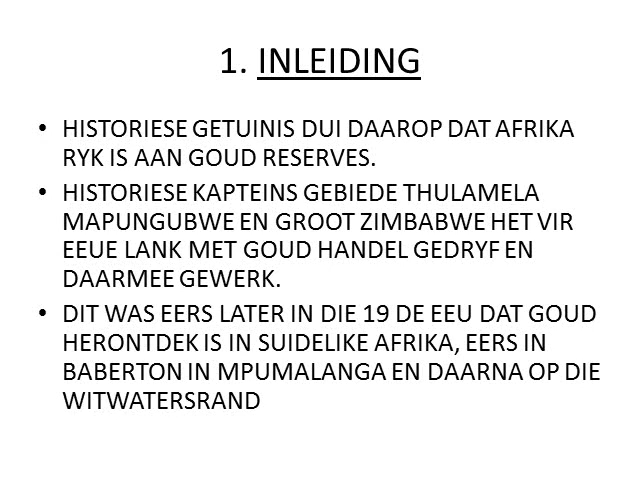 1. INLEIDING
• HISTORIESE GETUINIS DUI DAAROP DAT AFRIKA
RYK IS AAN GOUD RESERVES.
• HISTORIESE KAPTEINS GEBIEDE THULAMELA
MAPUNGUBWE EN GROOT ZIMBABWE HET VIR
EEUE LANK MET GOUD HANDEL GEDRYF EN
DAARMEE GEWERK.
• DIT WAS EERS LATER IN DIE 19 DE EEU DAT GOUD
HERONTDEK IS IN SUIDELIKE AFRIKA, EERS IN
BABERTON IN MPUMALANGA EN DAARNA OP DIE
WITWATERSRAND